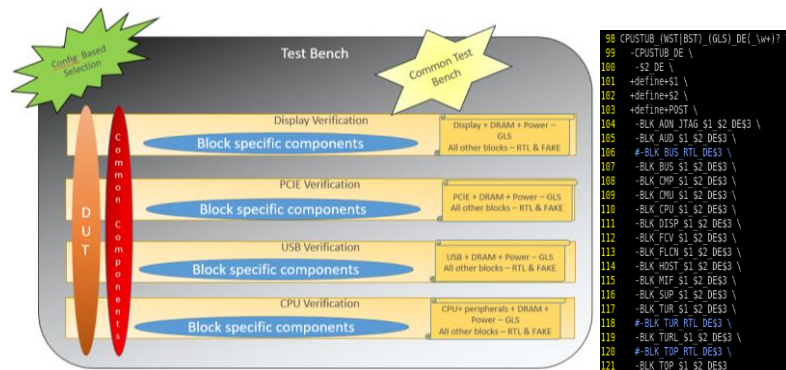 Config Based
Selection
Test Bench
Common Test
Bench
Display Verification
Block specific components
Display + DRAM + Power –
GLS
All other blocks – RTL & FAKE
PCIE Verification
Block specific components
PCIE + DRAM + Power – GLS
All other blocks – RTL & FAKE
USB Verification
Block specific components
USB + DRAM + Power – GLS
All other blocks – RTL & FAKE
CPU Verification
Block specific components
CPU+ peripherals + DRAM +
Power – GLS
All other blocks – RTL & FAKE
DUT
Common Components
98 CPUSTUB_(WST|BST)_(GLS)_DE(_\w+)?
99 -CPUSTUB_DE \
100 -$2_DE \
101 +define+$1 \
102 +define+$2 \
103 +define+POST \
104 -BLK_AON_JTAG_$1_$2_DE$3 \
105 -BLK_AUD_$1_$2_DE$3 \
106 #-BLK_BUS_RTL_DE$3 \
107 -BLK_BUS_$1_$2_DE$3 \
108 -BLK_CMP_$1_$2_DE$3 \
109 -BLK_CMU_$1_$2_DE$3 \
110 -BLK_CPU_$1_$2_DE$3 \
111 -BLK_DISP_$1_$2_DE$3 \
112 -BLK_FCV_$1_$2_DE$3 \
113 -BLK_FLCN_$1_$2_DE$3 \
114 -BLK_HOST_$1_$2_DE$3 \
115 -BLK_MIF_$1_$2_DE$3 \
116 -BLK_SUP_$1_$2_DE$3 \
117 -BLK_TUR_$1_$2_DE$3 \
118 #-BLK_TUR_RTL_DE$3 \
119 -BLK_TURL_$1_$2_DE$3 \
120 #-BLK_TOP_RTL_DE$3 \
121 -BLK_TOP_$1_$2_DE$3